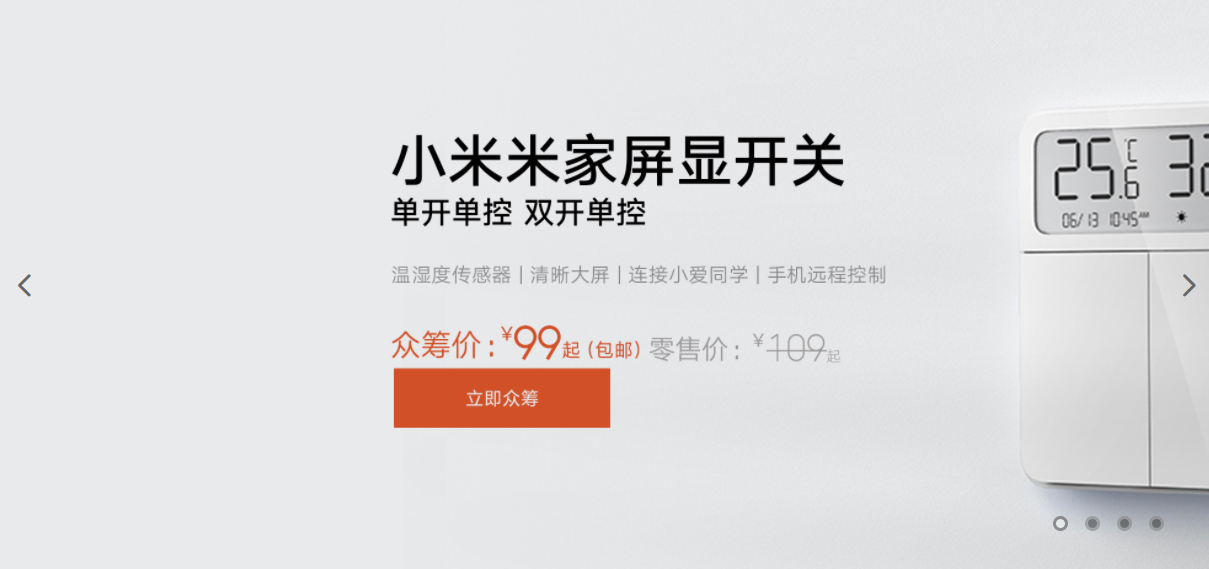 小米米家屏显开关
单开单控 双开单控
温湿度传感器 | 清晰大屏 | 连接小爱同学 | 手机远程控制
众筹价:¥99起(包邮) 零售价:¥109起
立即众筹
25.6℃
06/13 10:45AM